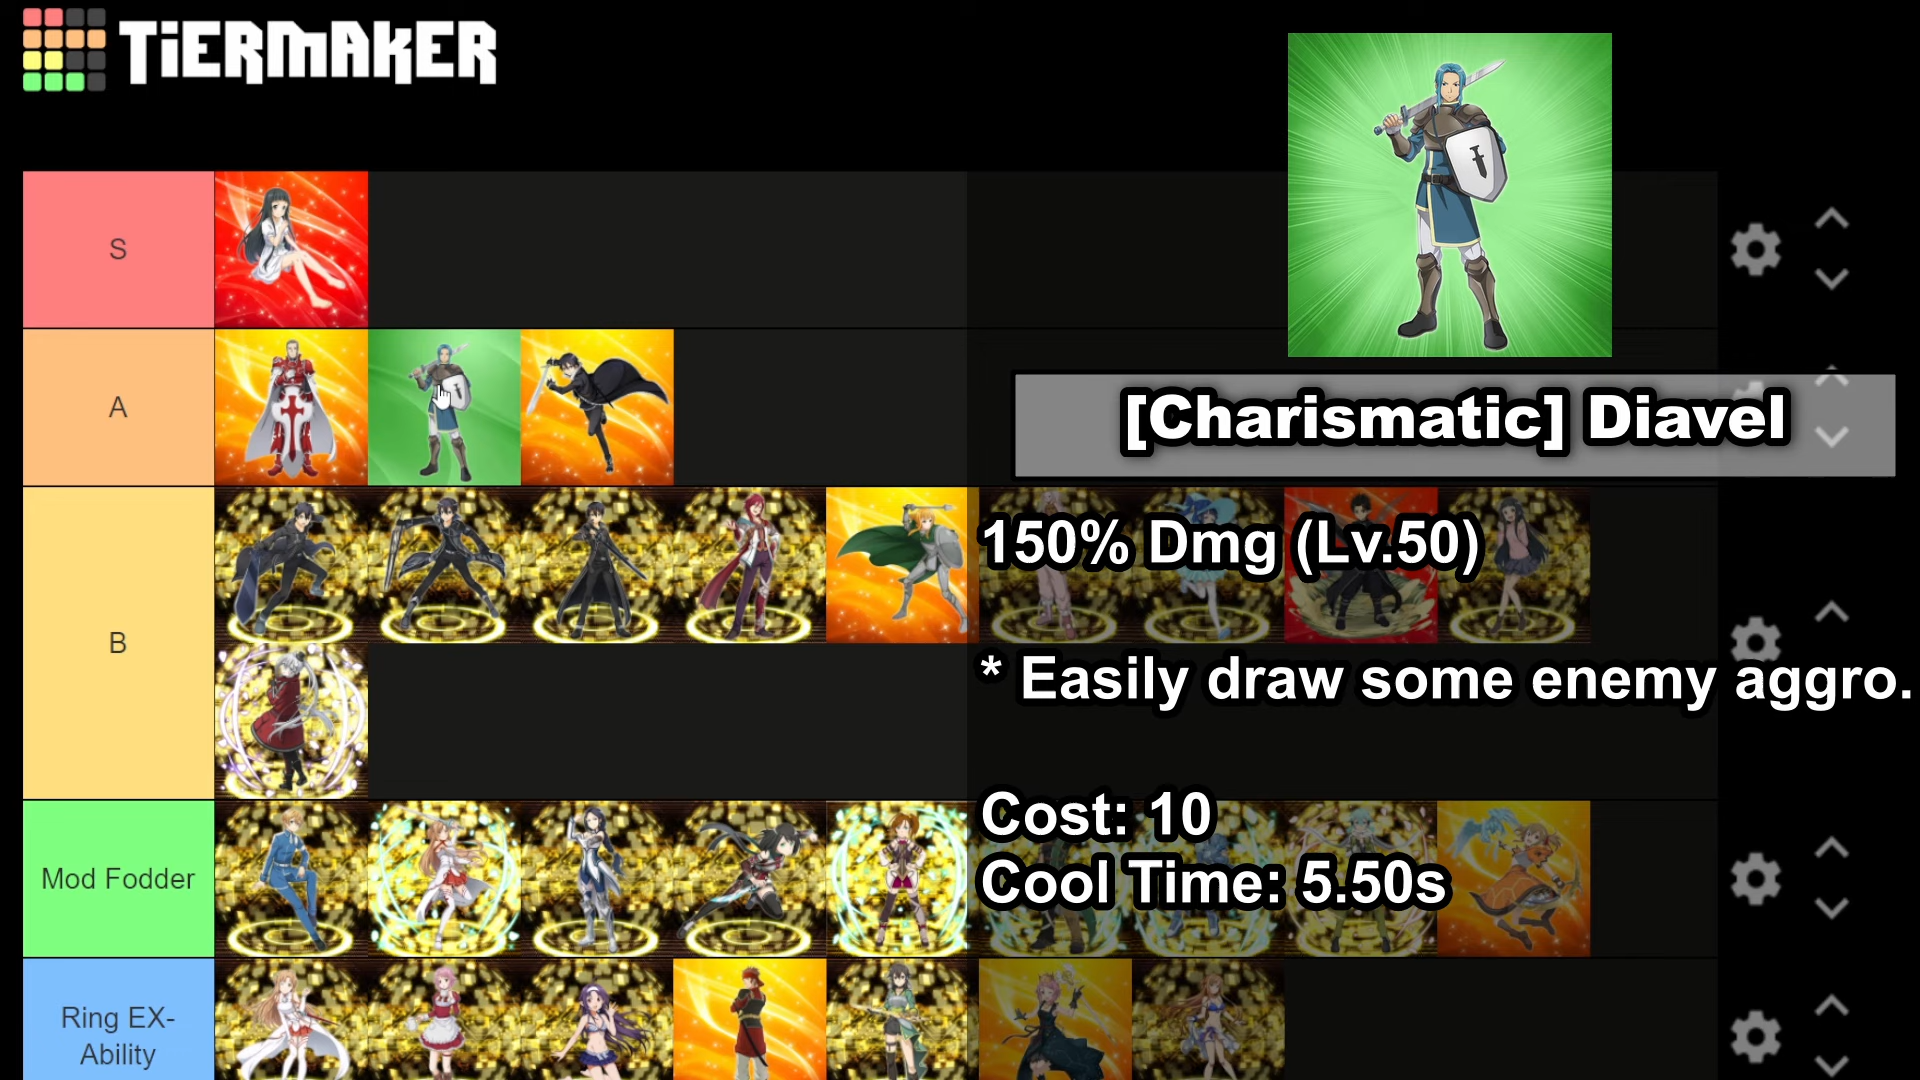 TiERMAKER
S
A
[Charismatic] Diavel
B
150% Dmg (Lv.50)
* Easily draw some enemy aggro.
Mod Fodder
Cost: 10
Cool Time: 5.50s
Ring EX-
Ability